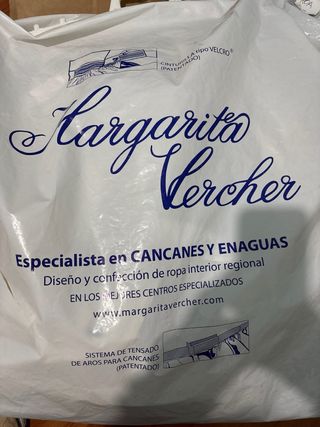 CINTURILLA tipo VELCRO®
(PATENTADO)
Margarita
Vercher
Especialista en CANCANES Y ENAGUAS
Diseño y confección de ropa interior regional
EN LOS MEJORES CENTROS ESPECIALIZADOS
www.margaritavercher.com
SISTEMA DE TENSADO
DE AROS PARA CANCANES
(PATENTADO)